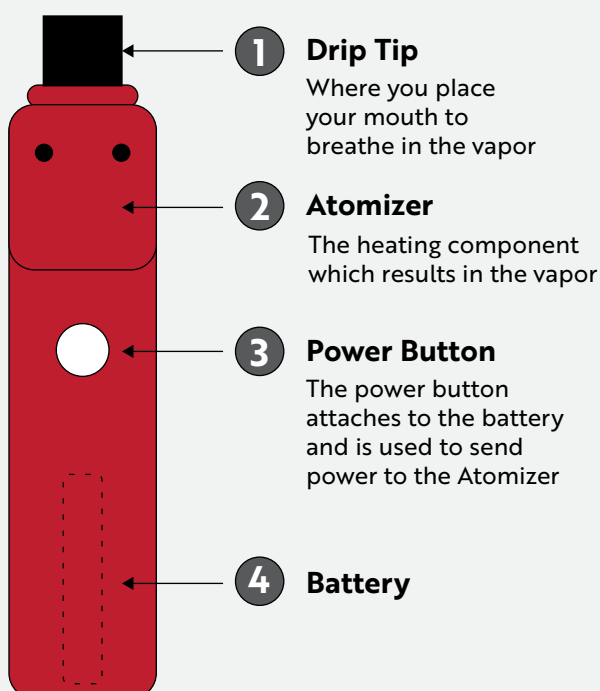 1 Drip Tip
Where you place
your mouth to
breathe in the vapor
2 Atomizer
The heating component
which results in the vapor
3 Power Button
The power button
attaches to the battery
and is used to send
power to the Atomizer
4 Battery